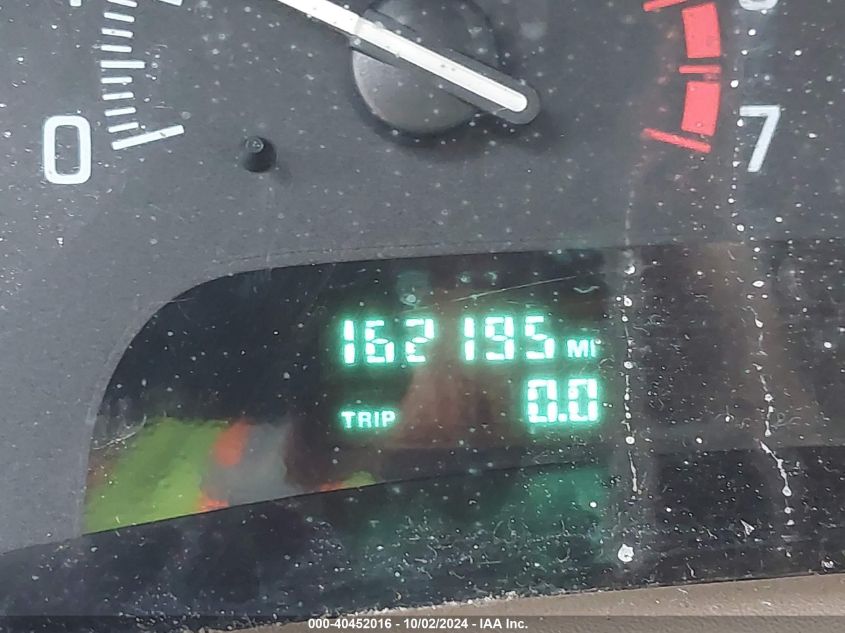 0
7
162195 MI
TRIP 0.0
000-40452016 - 10/02/2024 - IAA Inc.